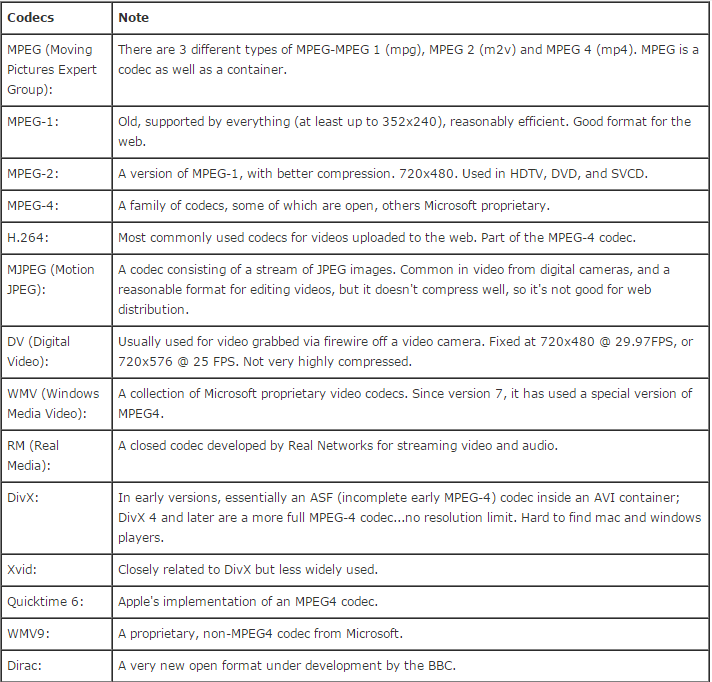 Codecs Note
MPEG (Moving Pictures Expert Group): There are 3 different types of MPEG-MPEG 1 (mpg), MPEG 2 (m2v) and MPEG 4 (mp4). MPEG is a
codec as well as a container.
MPEG-1: Old, supported by everything (at least up to 352x240), reasonably efficient. Good format for the
web.
MPEG-2: A version of MPEG-1, with better compression. 720x480. Used in HDTV, DVD, and SVCD.
MPEG-4: A family of codecs, some of which are open, others Microsoft proprietary.
H.264: Most commonly used codecs for videos uploaded to the web. Part of the MPEG-4 codec.
MJPEG (Motion JPEG): A codec consisting of a stream of JPEG images. Common in video from digital cameras, and a
reasonable format for editing videos, but it doesn't compress well, so it's not good for web
distribution.
DV (Digital Video): Usually used for video grabbed via firewire off a video camera. Fixed at 720x480 @ 29.97FPS, or
720x576 @ 25 FPS. Not very highly compressed.
WMV (Windows Media Video): A collection of Microsoft proprietary video codecs. Since version 7, it has used a special version of
MPEG4.
RM (Real Media): A closed codec developed by Real Networks for streaming video and audio.
DivX: In early versions, essentially an ASF (incomplete early MPEG-4) codec inside an AVI container;
DivX 4 and later are a more full MPEG-4 codec...no resolution limit. Hard to find mac and windows
players.
Xvid: Closely related to DivX but less widely used.
Quicktime 6: Apple's implementation of an MPEG4 codec.
WMV9: A proprietary, non-MPEG4 codec from Microsoft.
Dirac: A very new open format under development by the BBC.